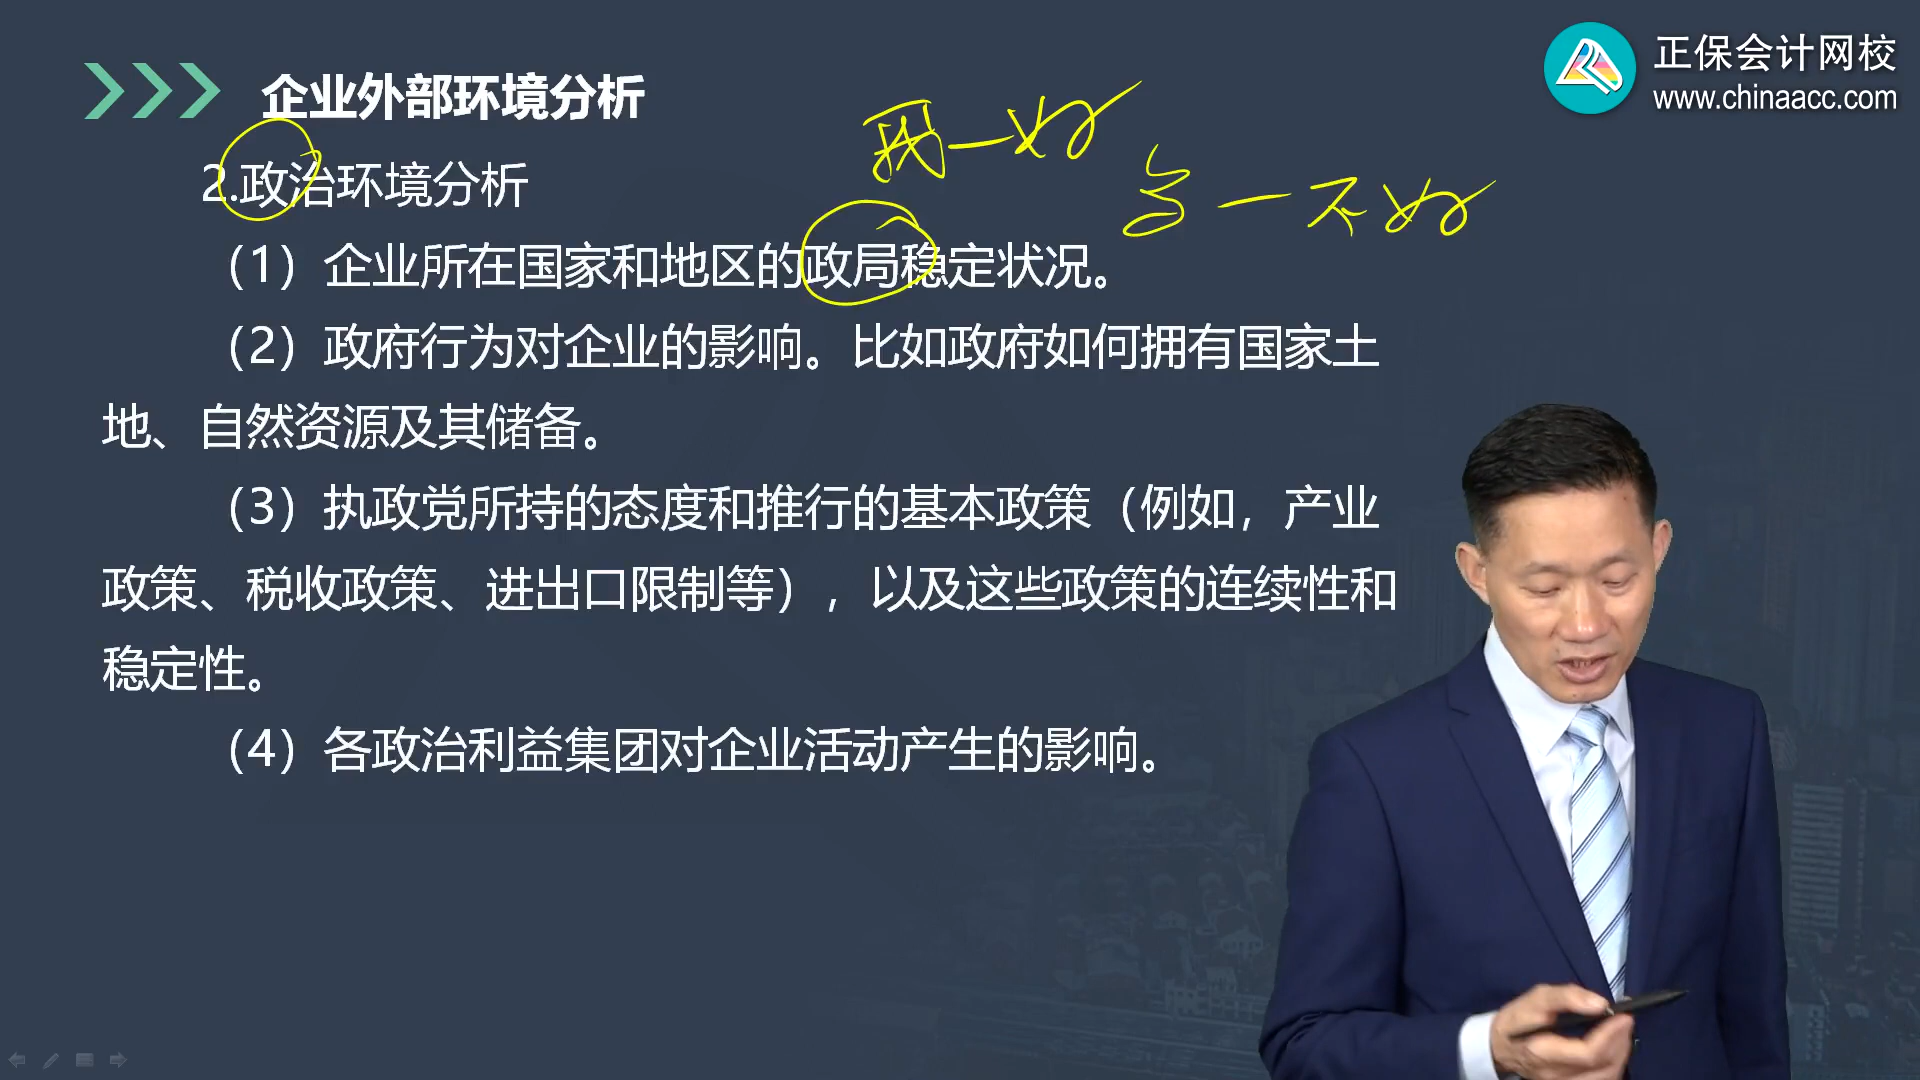 正保会计网校
www.chinaacc.com
企业外部环境分析
2.政治环境分析
我—好
—不好
（1）企业所在国家和地区的政局稳定状况。
（2）政府行为对企业的影响。比如政府如何拥有国家土
地、自然资源及其储备。
（3）执政党所持的态度和推行的基本政策（例如，产业
政策、税收政策、进出口限制等），以及这些政策的连续性和
稳定性。
（4）各政治利益集团对企业活动产生的影响。